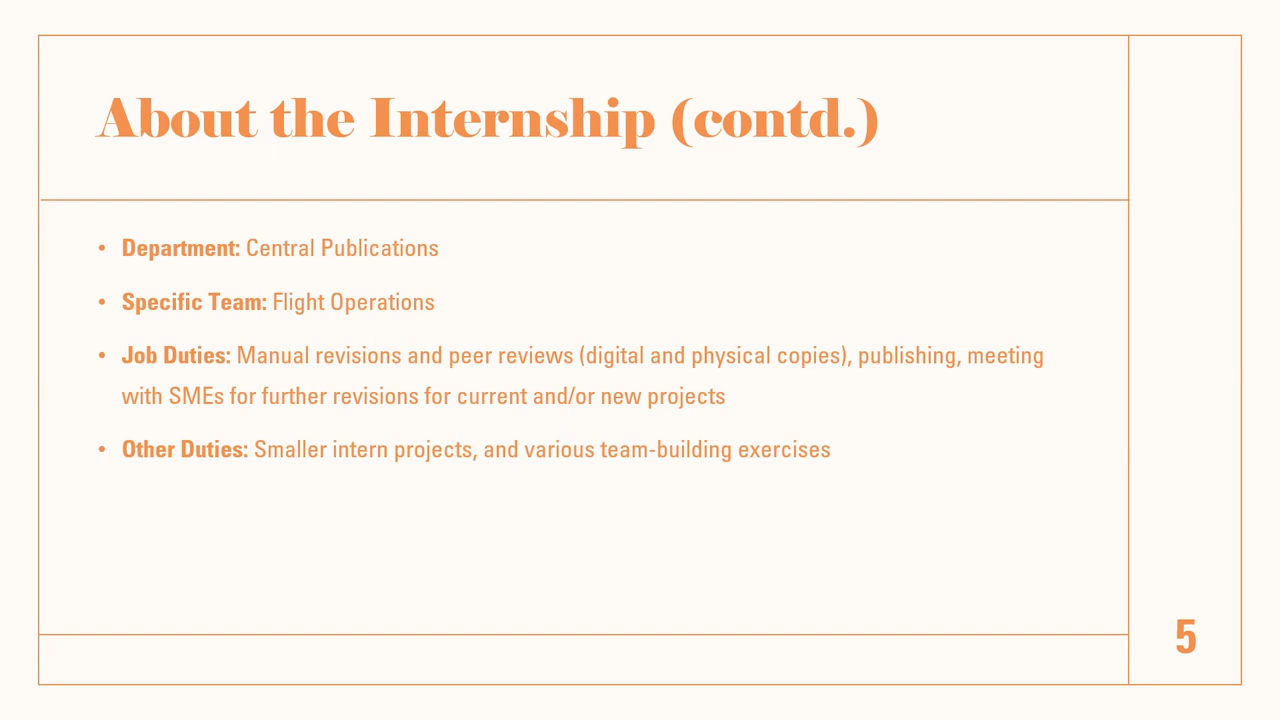 About the Internship (contd.)
• Department: Central Publications
• Specific Team: Flight Operations
• Job Duties: Manual revisions and peer reviews (digital and physical copies), publishing, meeting
with SMEs for further revisions for current and/or new projects
• Other Duties: Smaller intern projects, and various team-building exercises
5